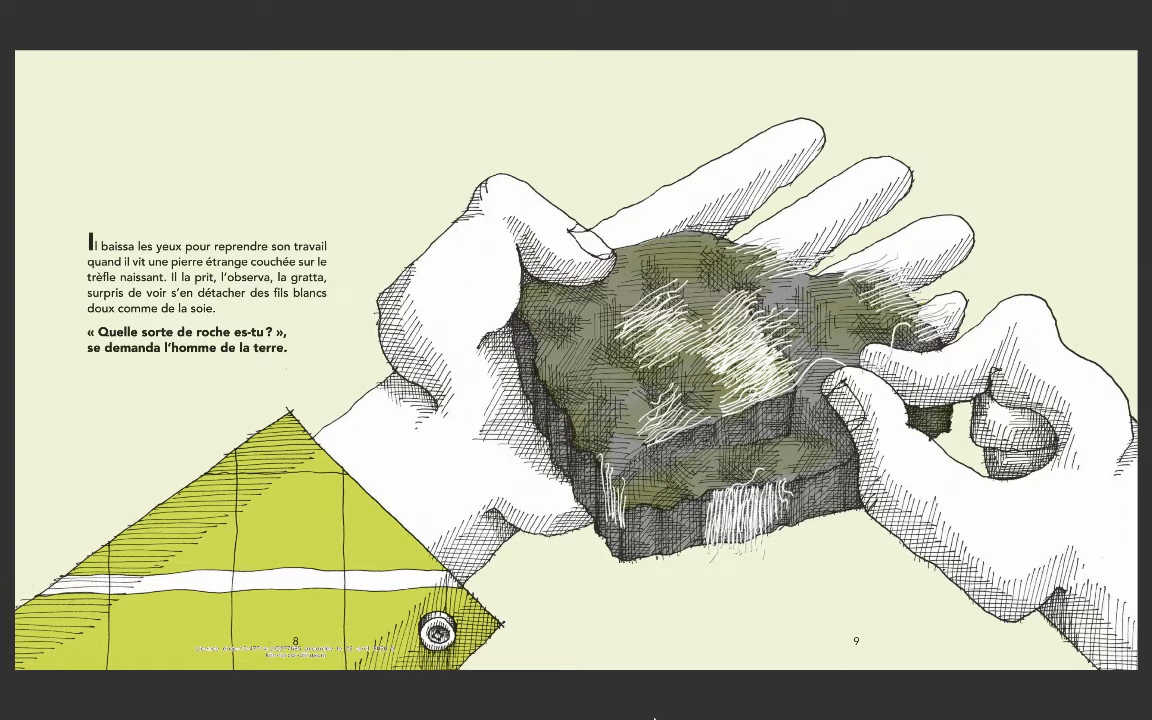 Il baissa les yeux pour reprendre son travail
quand il vit une pierre étrange couchée sur le
trèfle naissant. Il la prit, l'observa, la gratta,
surpris de voir s'en détacher des fils blancs
doux comme de la soie.
« Quelle sorte de roche es-tu ? »,
se demanda l'homme de la terre.
8
9